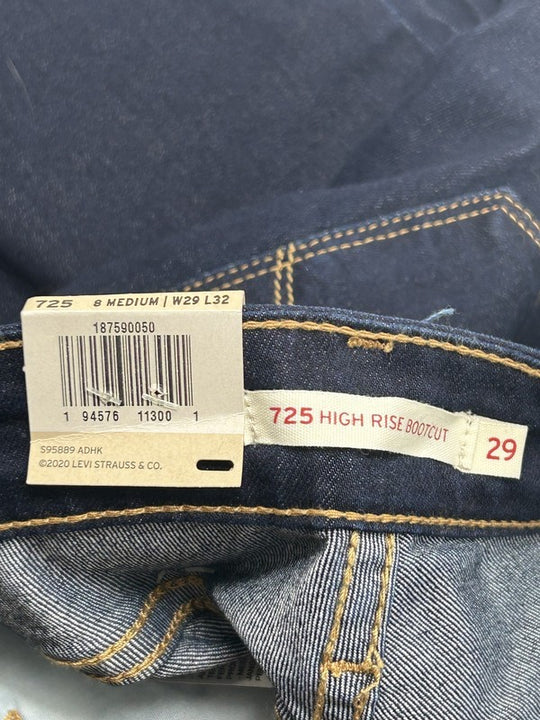 725 8 MEDIUM | W29 L32
187590050
1 94576 11300 1
S95889 ADHK
©2020 LEVI STRAUSS & CO.
725 HIGH RISE BOOTCUT
29